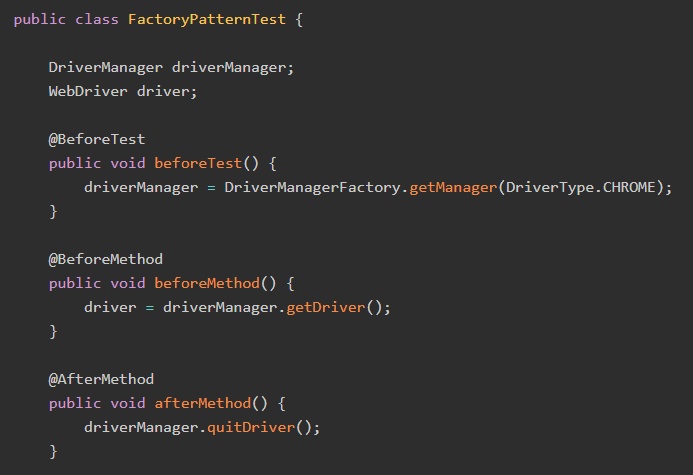 public class FactoryPatternTest {
DriverManager driverManager;
WebDriver driver;
@BeforeTest
public void beforeTest() {
driverManager = DriverManagerFactory.getManager(DriverType.CHROME);
}
@BeforeMethod
public void beforeMethod() {
driver = driverManager.getDriver();
}
@AfterMethod
public void afterMethod() {
driverManager.quitDriver();
}